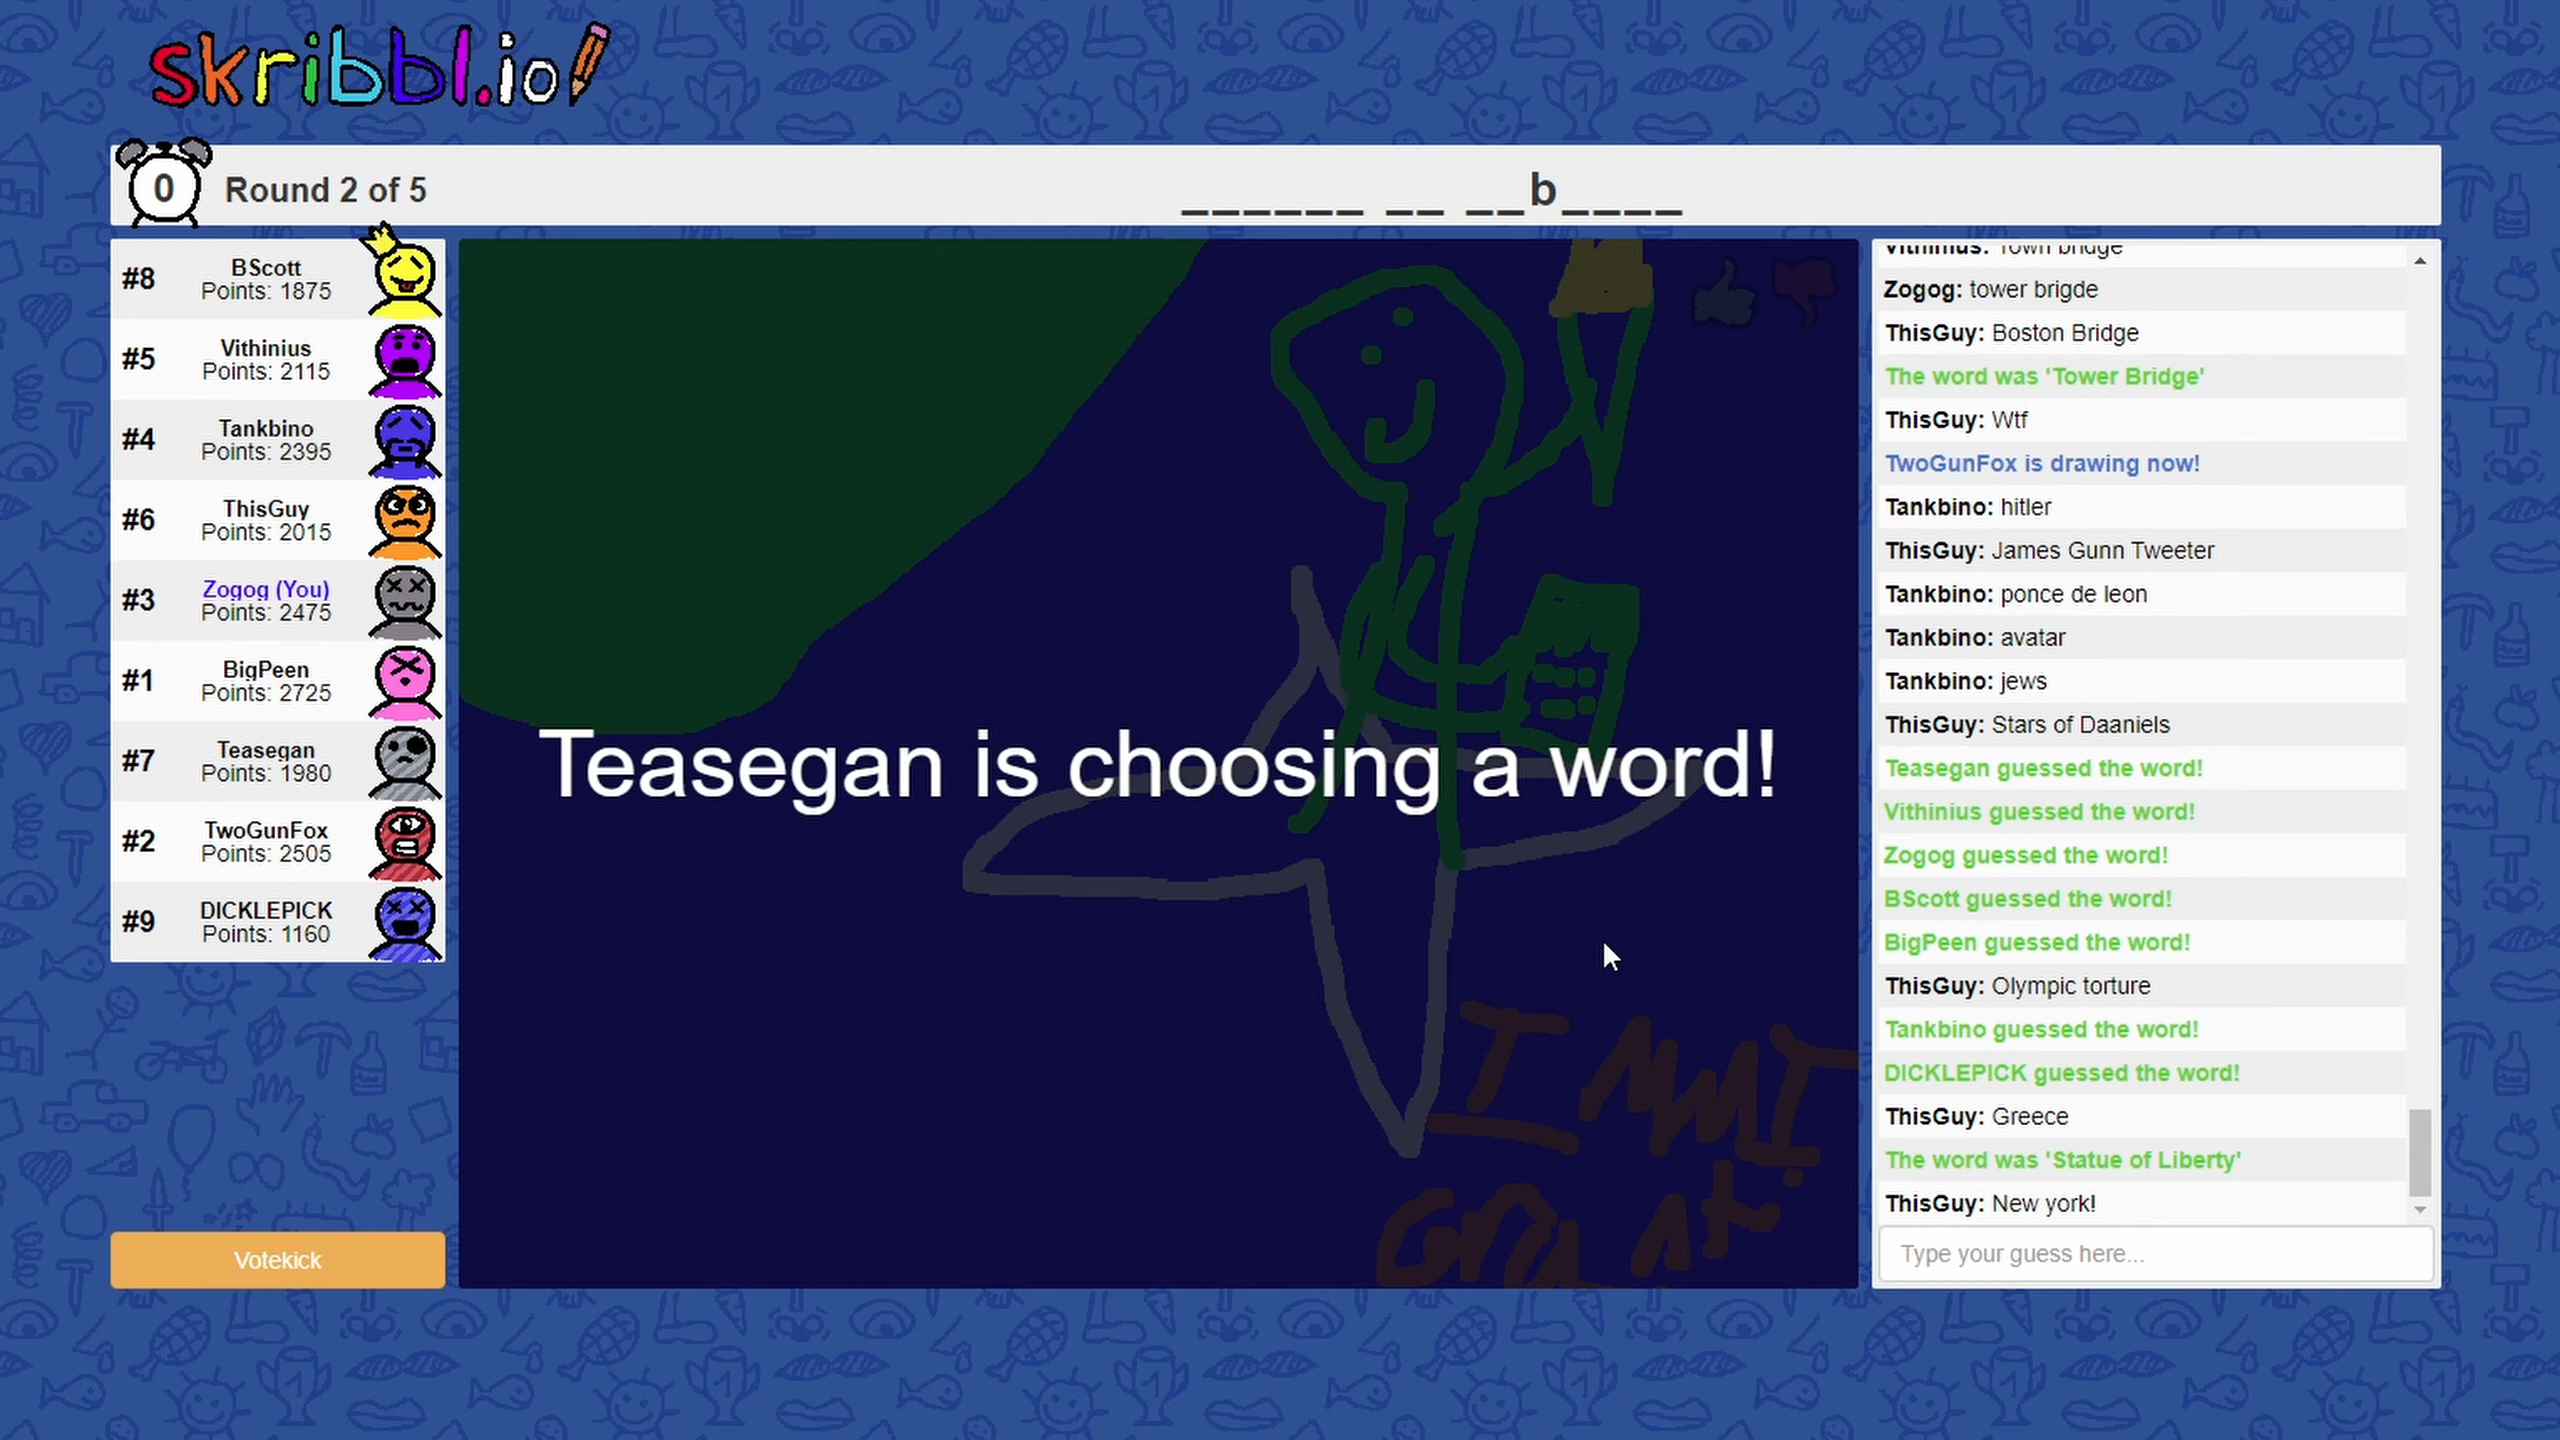 skribbl.io
0
Round 2 of 5
______ __ __b____
#8
BScott
Points: 1875
#5
Vithinius
Points: 2115
#4
Tankbino
Points: 2395
#6
ThisGuy
Points: 2015
#3
Zogog (You)
Points: 2475
#1
BigPeen
Points: 2725
#7
Teasegan
Points: 1980
#2
TwoGunFox
Points: 2505
#9
DICKLEPICK
Points: 1160
Votekick
Teasegan is choosing a word!
I MMI
GRANT
Vithinius: Town bridge
Zogog: tower brigde
ThisGuy: Boston Bridge
The word was 'Tower Bridge'
ThisGuy: Wtf
TwoGunFox is drawing now!
Tankbino: hitler
ThisGuy: James Gunn Tweeter
Tankbino: ponce de leon
Tankbino: avatar
Tankbino: jews
ThisGuy: Stars of Daaniels
Teasegan guessed the word!
Vithinius guessed the word!
Zogog guessed the word!
BScott guessed the word!
BigPeen guessed the word!
ThisGuy: Olympic torture
Tankbino guessed the word!
DICKLEPICK guessed the word!
ThisGuy: Greece
The word was 'Statue of Liberty'
ThisGuy: New york!
Type your guess here...